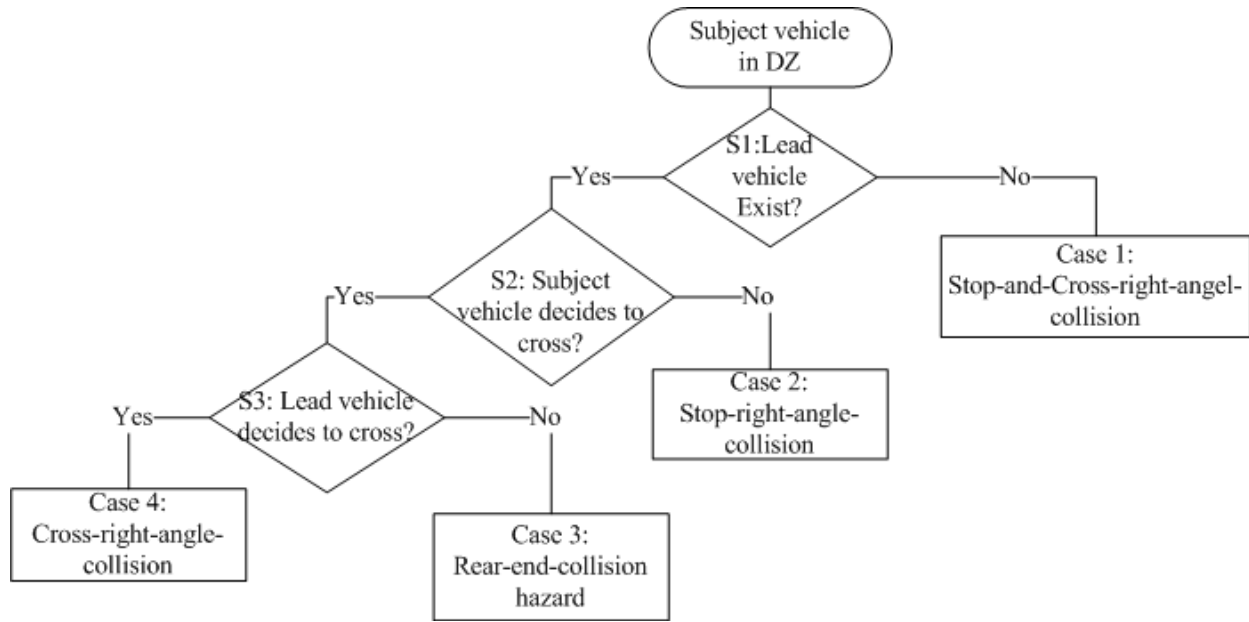 Subject vehicle
in DZ
S1:Lead
vehicle
Exist?
Yes
No
Case 1:
Stop-and-Cross-right-angel-
collision
S2: Subject
vehicle decides to
cross?
Yes
No
Case 2:
Stop-right-angle-
collision
S3: Lead vehicle
decides to cross?
Yes
No
Case 4:
Cross-right-angle-
collision
Case 3:
Rear-end-collision
hazard